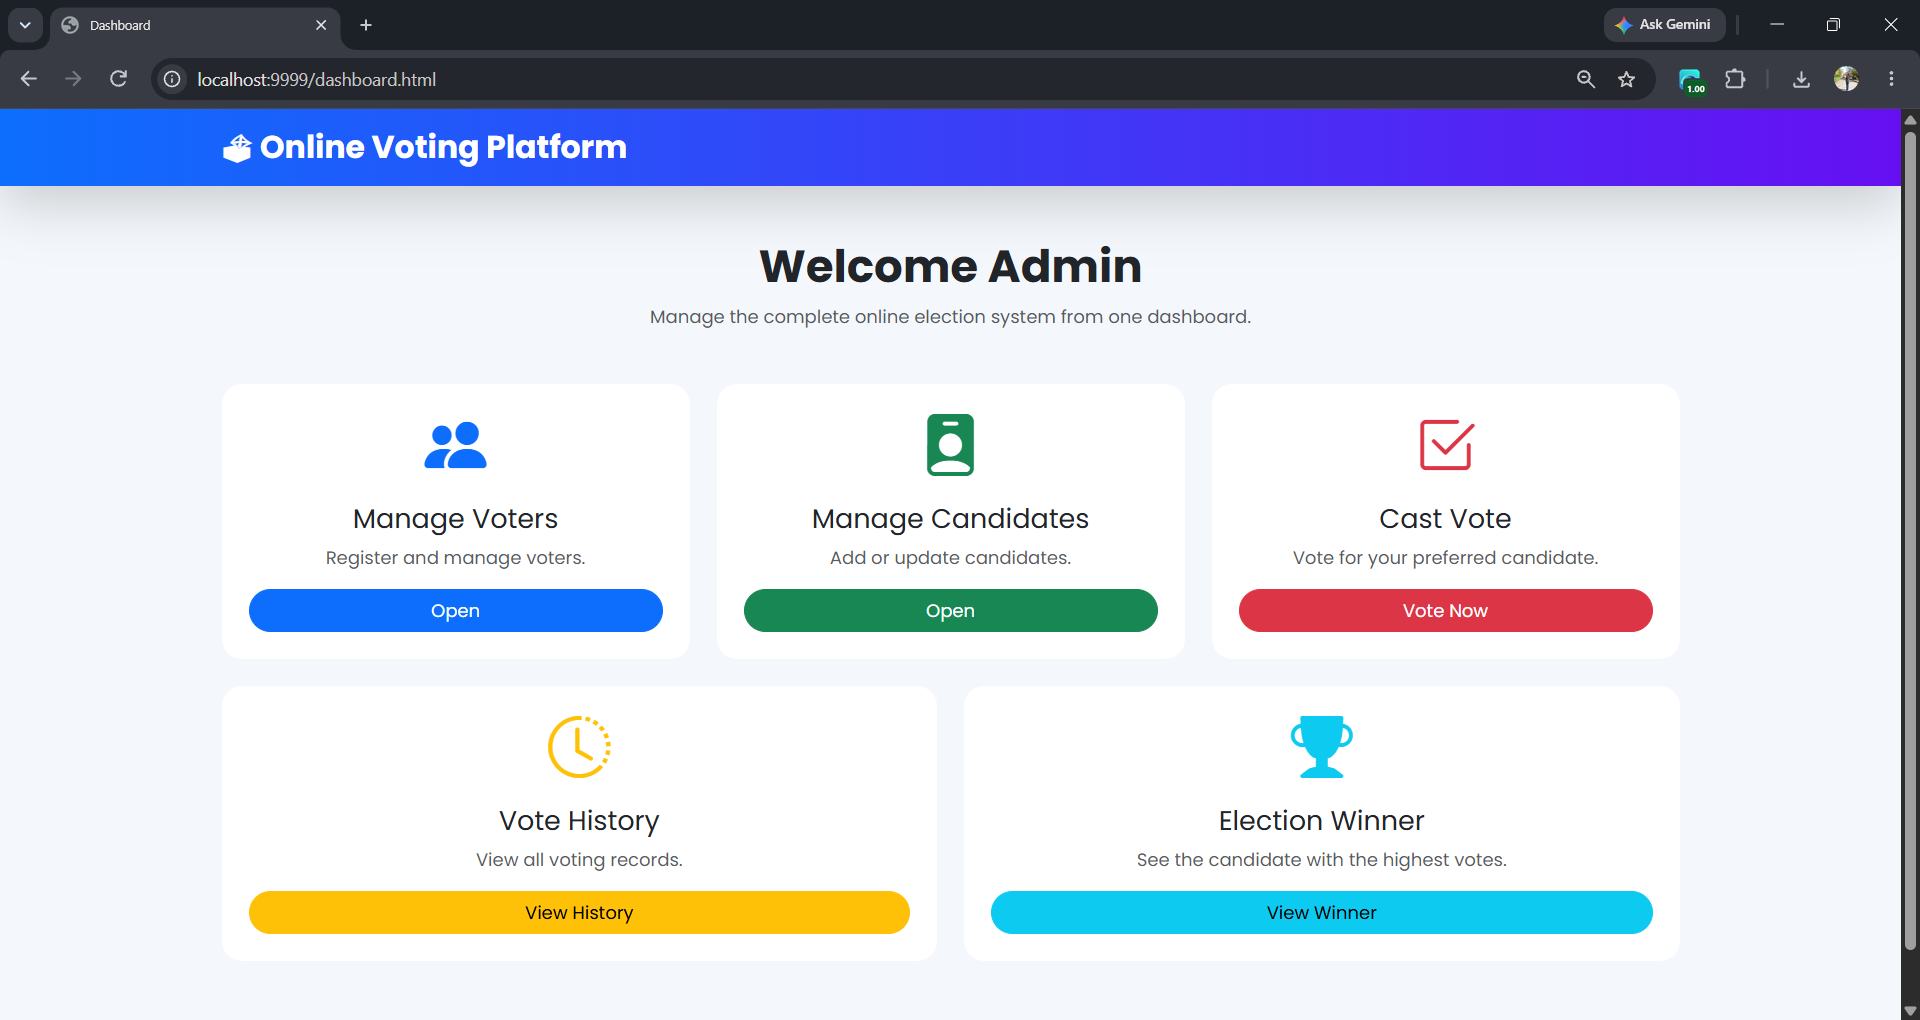 Dashboard
Ask Gemini
localhost:9999/dashboard.html
1.00
Online Voting Platform
Welcome Admin
Manage the complete online election system from one dashboard.
Manage Voters
Register and manage voters.
Open
Manage Candidates
Add or update candidates.
Open
Cast Vote
Vote for your preferred candidate.
Vote Now
Vote History
View all voting records.
View History
Election Winner
See the candidate with the highest votes.
View Winner